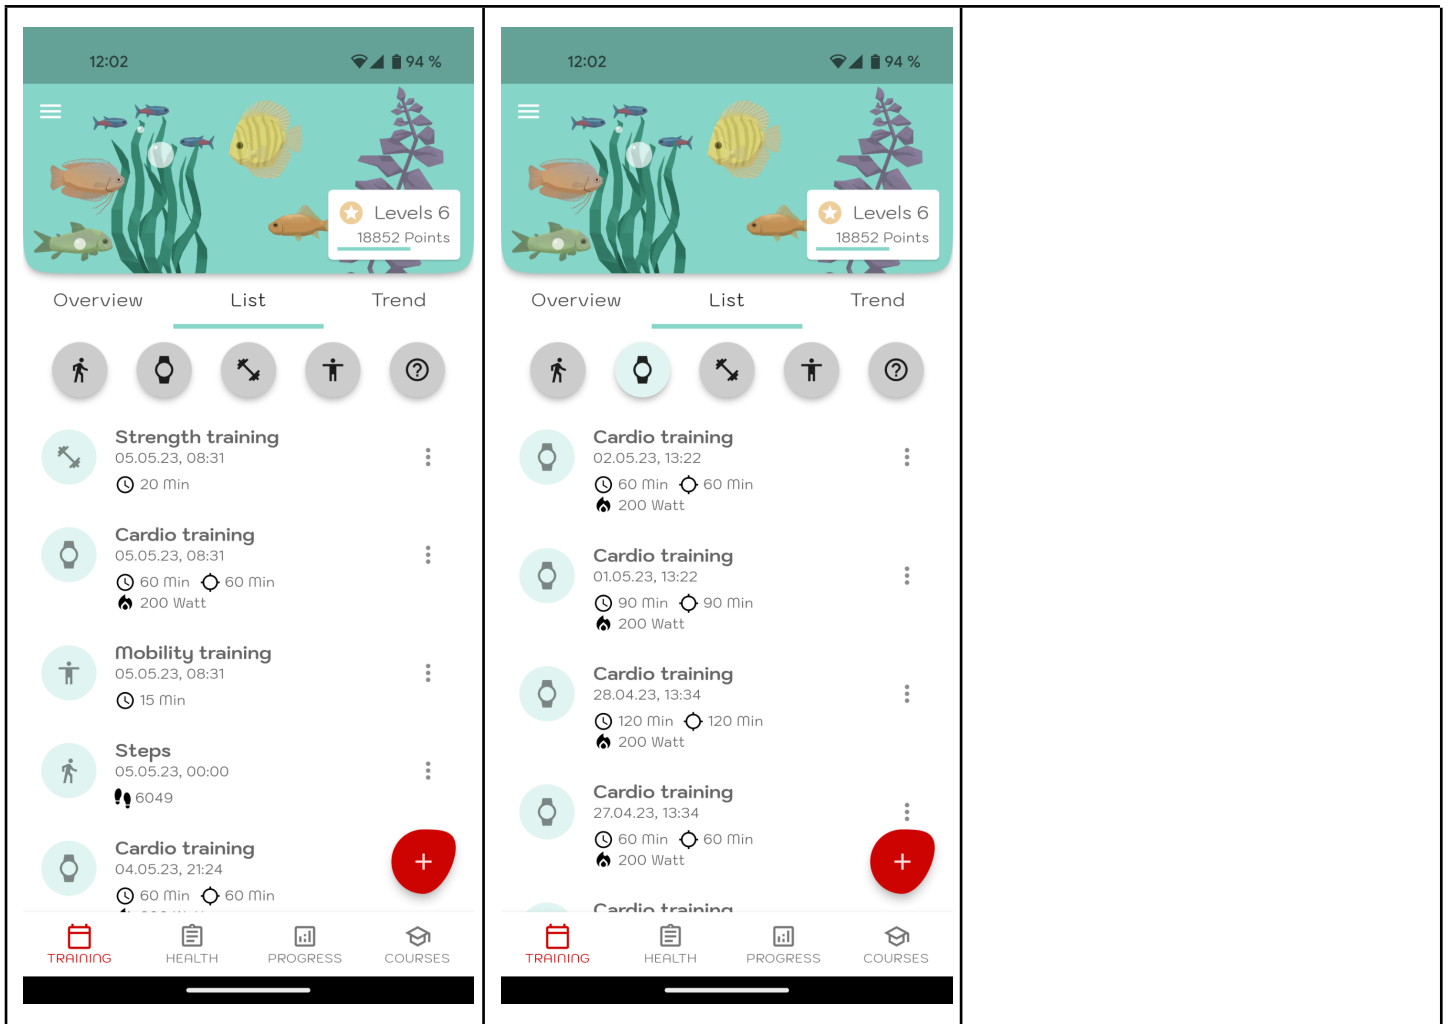 12:02
94 %
Levels 6
18852 Points
Overview
List
Trend
Strength training
05.05.23, 08:31
20 Min
Cardio training
05.05.23, 08:31
60 Min 60 Min
200 Watt
Mobility training
05.05.23, 08:31
15 Min
Steps
05.05.23, 00:00
6049
Cardio training
04.05.23, 21:24
60 Min 60 Min
+
TRAINING
HEALTH
PROGRESS
COURSES
12:02
94 %
Levels 6
18852 Points
Overview
List
Trend
Cardio training
02.05.23, 13:22
60 Min 60 Min
200 Watt
Cardio training
01.05.23, 13:22
90 Min 90 Min
200 Watt
Cardio training
28.04.23, 13:34
120 Min 120 Min
200 Watt
Cardio training
27.04.23, 13:34
60 Min 60 Min
200 Watt
Cardio training
+
TRAINING
HEALTH
PROGRESS
COURSES